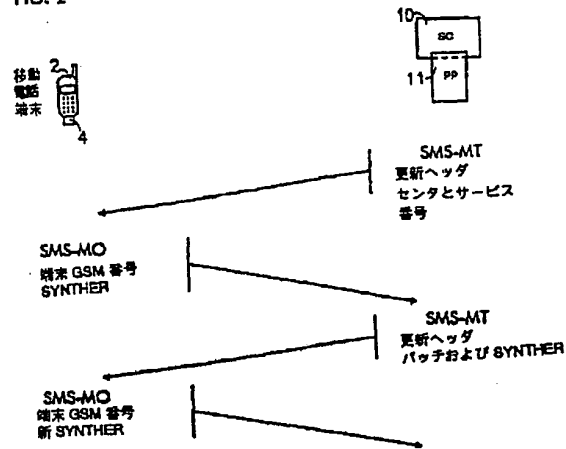 FIG. 2
10
SC
11
PP
2
移動
電話
端末
4
SMS-MT
更新ヘッダ
センタとサービス
番号
SMS-MO
端末 GSM 番号
SYNTHER
SMS-MT
更新ヘッダ
パッチおよび SYNTHER
SMS-MO
端末 GSM 番号
新 SYNTHER